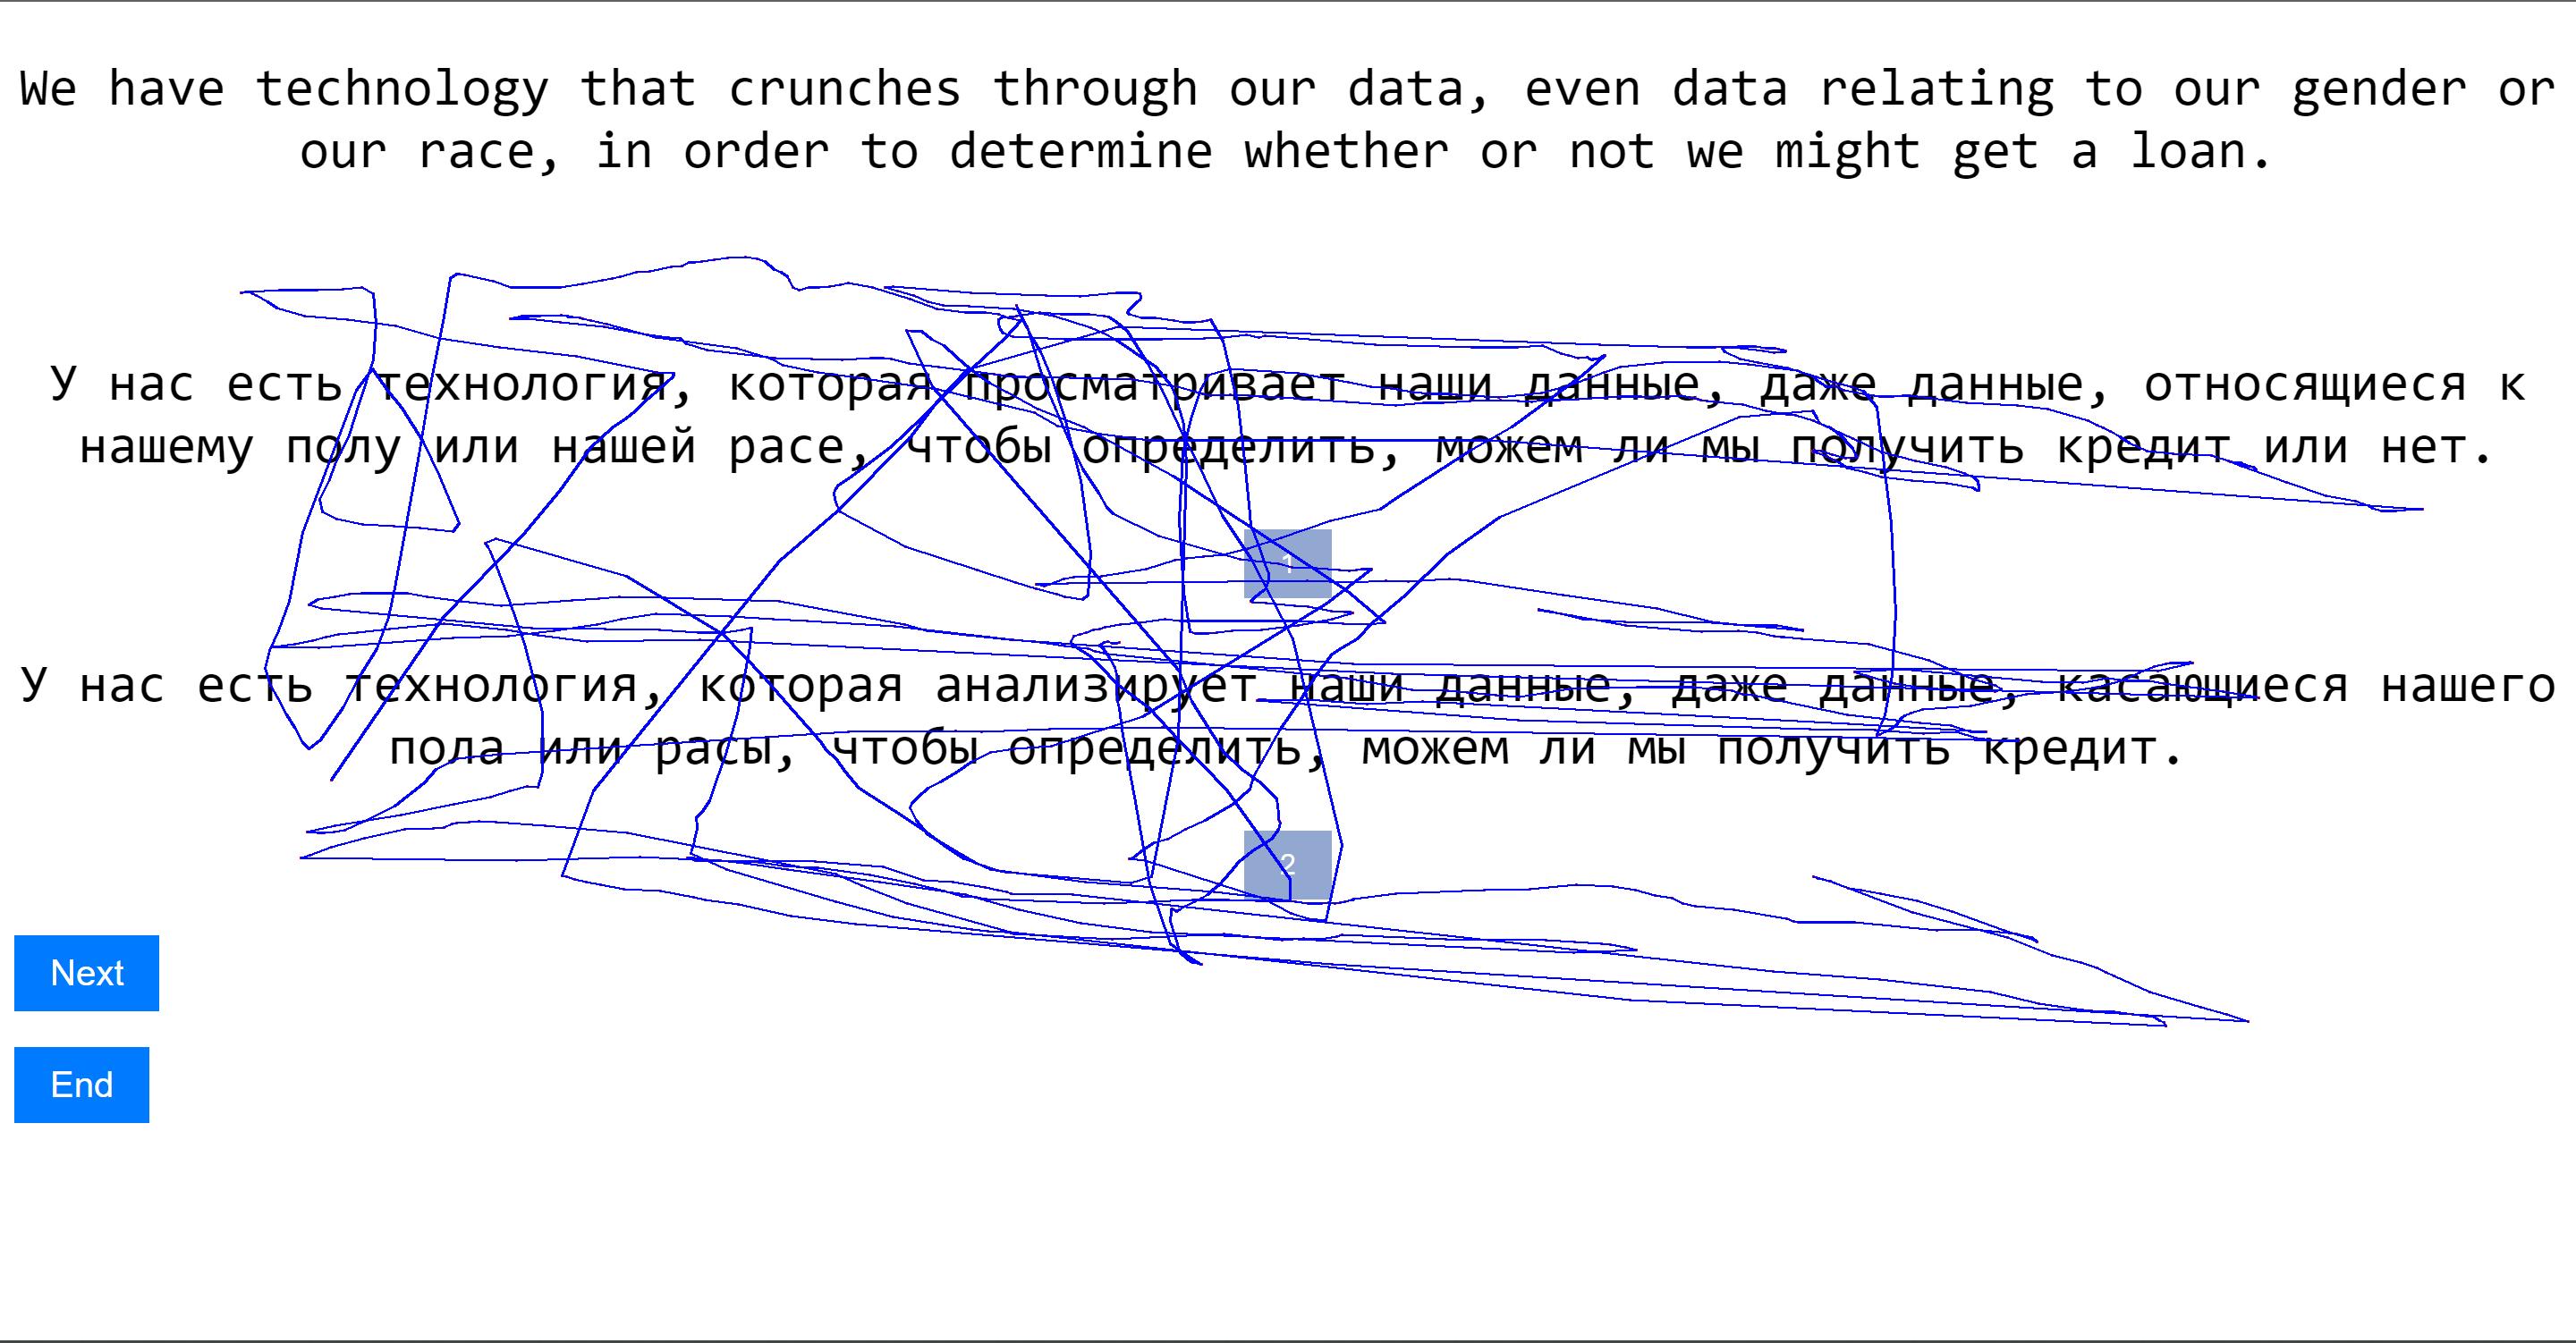 We have technology that crunches through our data, even data relating to our gender or
our race, in order to determine whether or not we might get a loan.
У нас есть технология, которая просматривает наши данные, даже данные, относящиеся к
нашему полу или нашей расе, чтобы определить, можем ли мы получить кредит или нет.
1
У нас есть технология, которая анализирует наши данные, даже данные, касающиеся нашего
пола или расы, чтобы определить, можем ли мы получить кредит.
2
Next
End